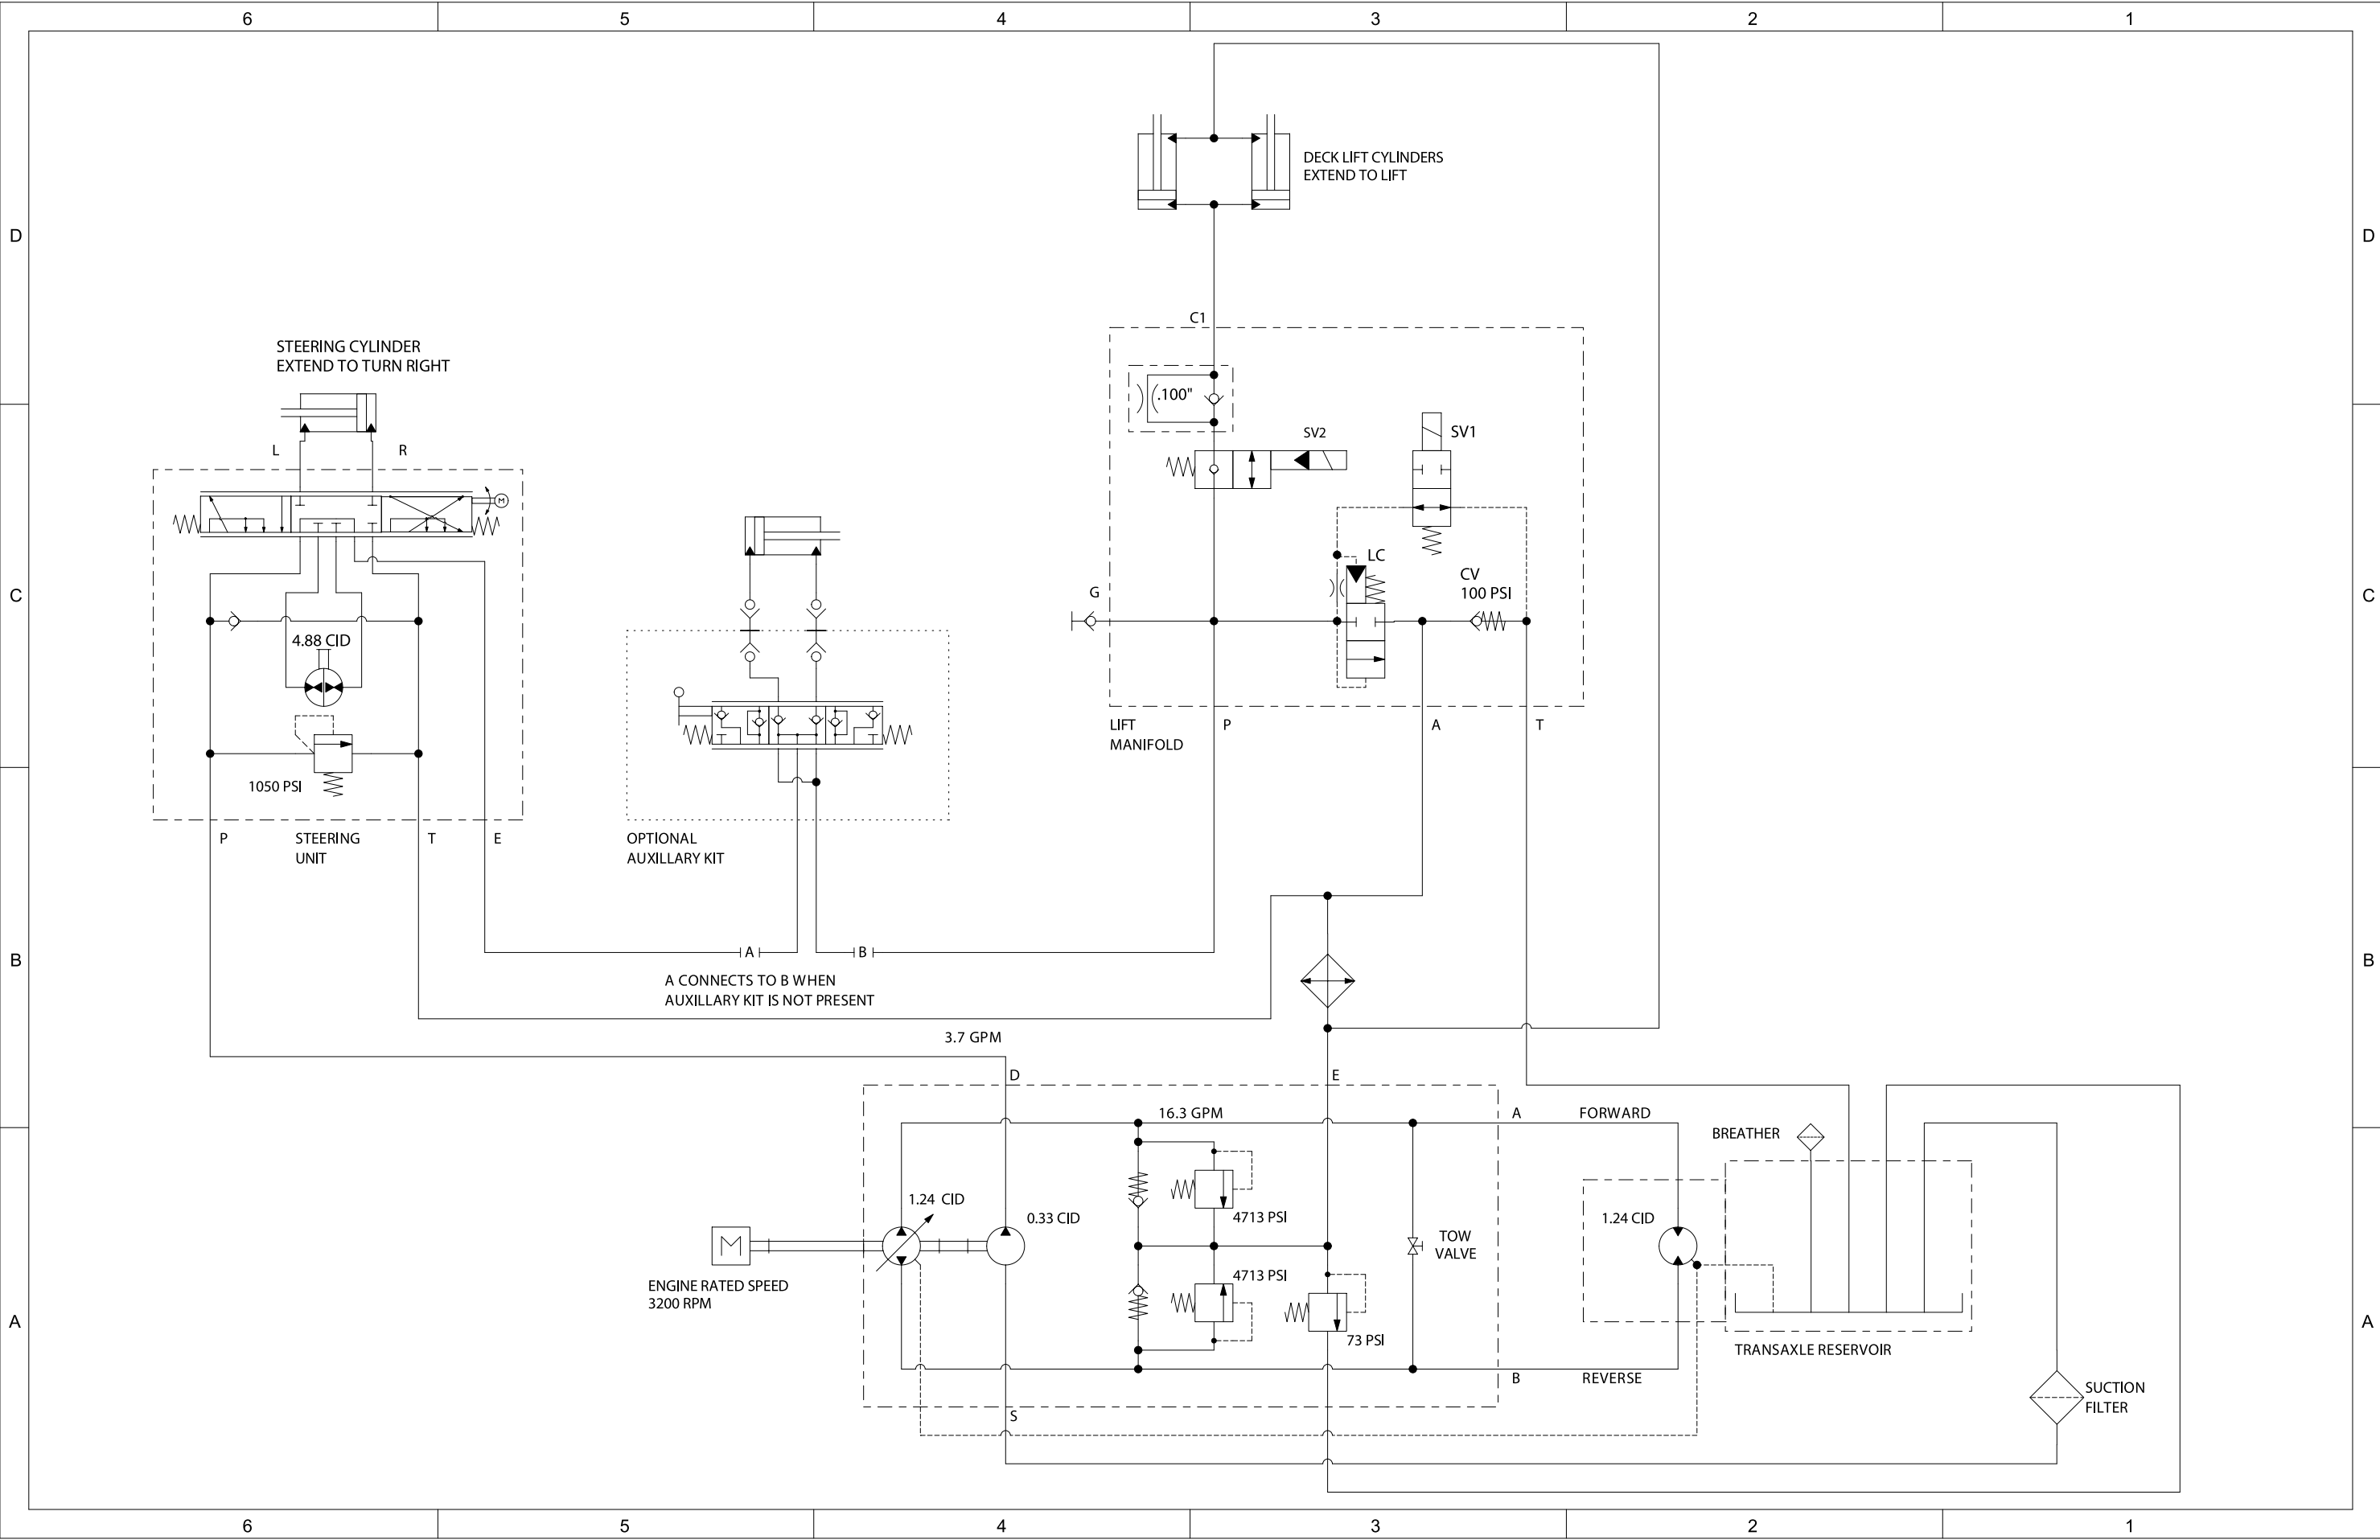 6 5 4 3 2 1
DECK LIFT CYLINDERS
EXTEND TO LIFT
D D
C1
STEERING CYLINDER
EXTEND TO TURN RIGHT
.100"
SV2
SV1
L R
M
LC
CV
100 PSI
G
C C
4.88 CID
LIFT
MANIFOLD
P A T
1050 PSI
P STEERING
UNIT
T E
OPTIONAL
AUXILLARY KIT
A B
B B
A CONNECTS TO B WHEN
AUXILLARY KIT IS NOT PRESENT
3.7 GPM
D E
16.3 GPM
A FORWARD
BREATHER
1.24 CID
0.33 CID
4713 PSI
1.24 CID
M
TOW
VALVE
4713 PSI
ENGINE RATED SPEED
3200 RPM
A A
73 PSI
TRANSAXLE RESERVOIR
B REVERSE
SUCTION
FILTER
S
6 5 4 3 2 1